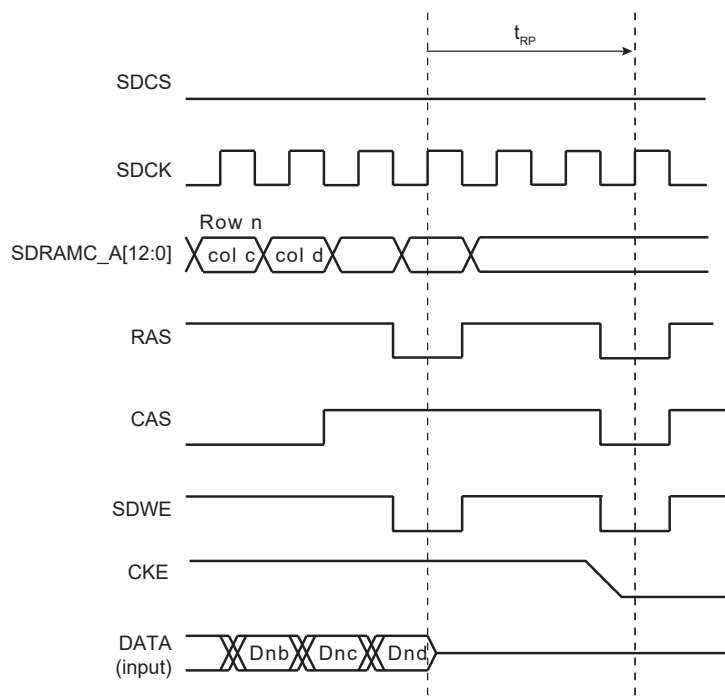 t_RP
SDCS
SDCK
Row n
SDRAMC_A[12:0]
col c
col d
RAS
CAS
SDWE
CKE
DATA
(input)
Dnb
Dnc
Dnd